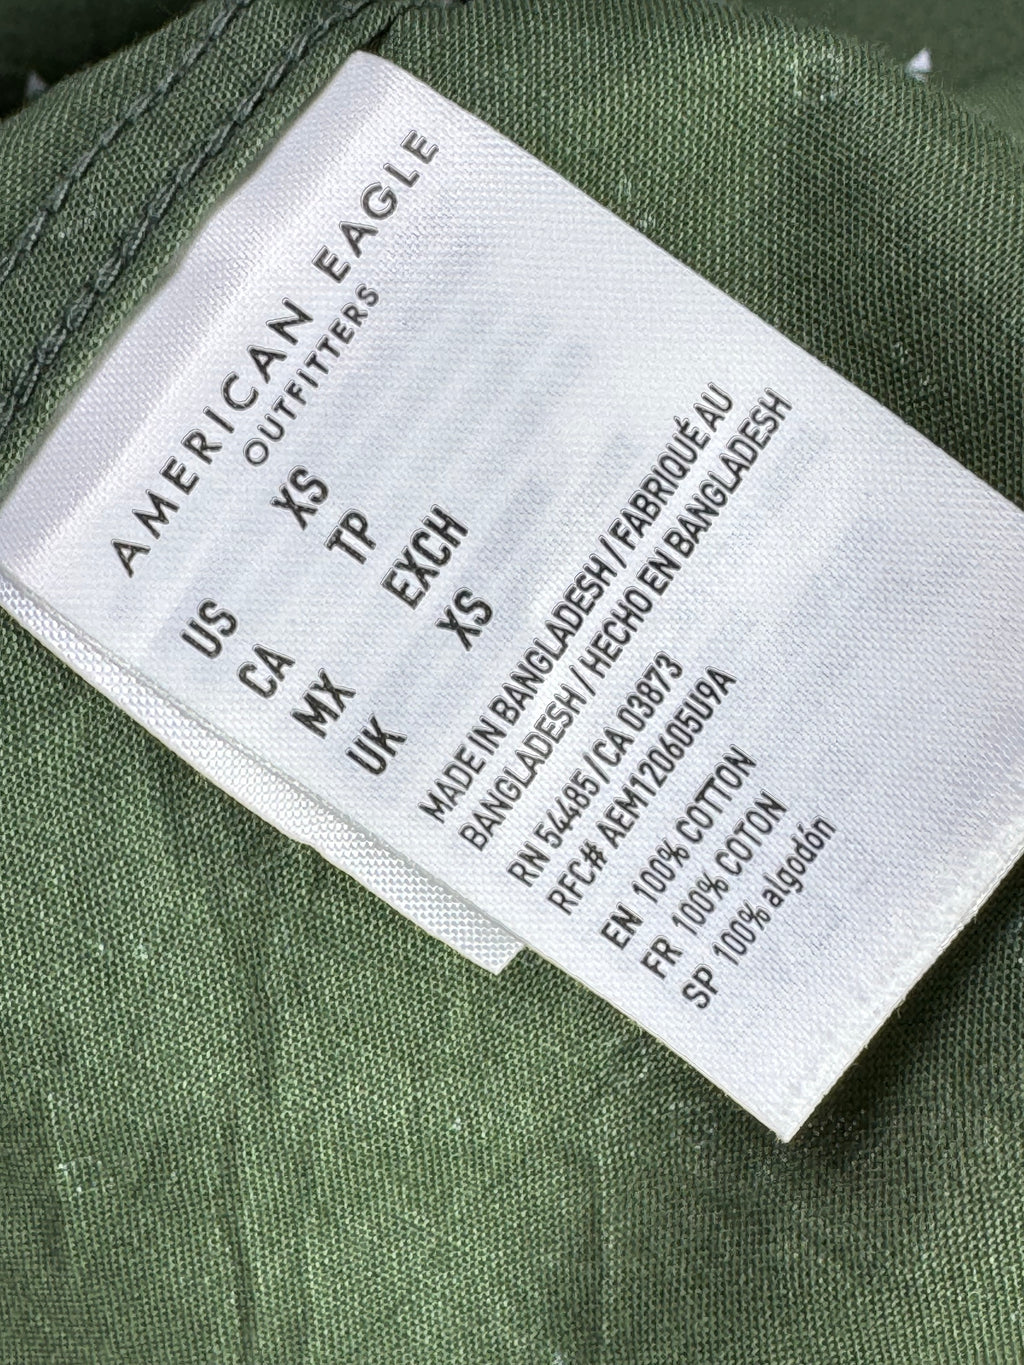 AMERICAN EAGLE
OUTFITTERS
US XS
CA TP
MX EXCH
UK XS
MADE IN BANGLADESH / FABRIQUÉ AU
BANGLADESH / HECHO EN BANGLADESH
RN 54485 / CA 03873
RFC# AEM120605U9A
EN 100% COTTON
FR 100% COTON
SP 100% algodón